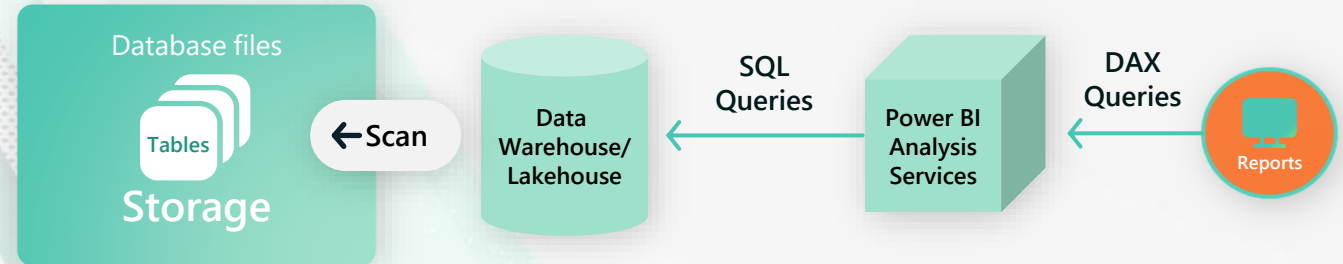 Database files
Tables
Storage
Scan
Data
Warehouse/
Lakehouse
SQL
Queries
Power BI
Analysis
Services
DAX
Queries
Reports